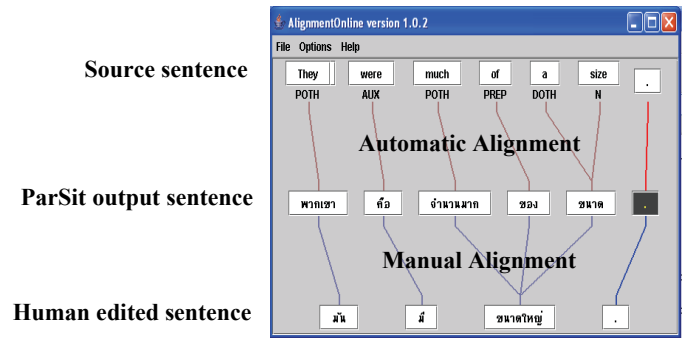 AlignmentOnline version 1.0.2
File Options Help
Source sentence
They were much of a size .
POTH AUX POTH PREP DOTH N
Automatic Alignment
ParSit output sentence
พวกเขา คือ จำนวนมาก ของ ขนาด .
Manual Alignment
Human edited sentence
มัน มี ขนาดใหญ่ .